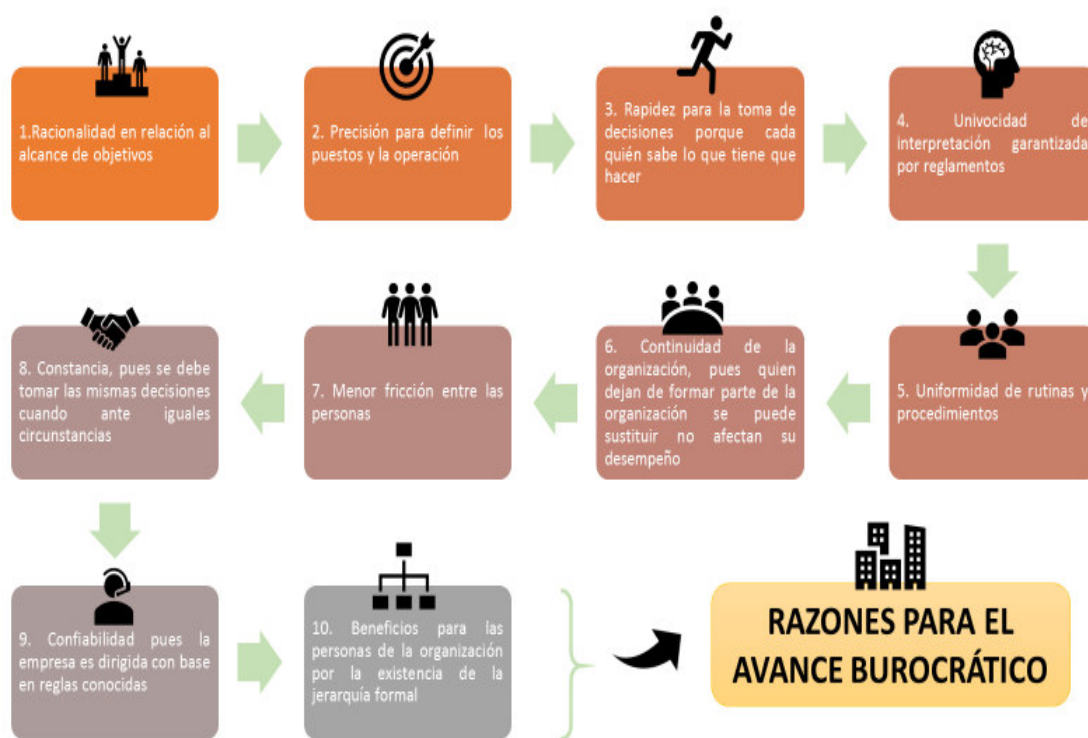 1.Racionalidad en relación al
alcance de objetivos
2. Precisión para definir los
puestos y la operación
3. Rapidez para la toma de
decisiones porque cada
quién sabe lo que tiene que
hacer
4. Univocidad de
interpretación garantizada
por reglamentos
5. Uniformidad de rutinas y
procedimientos
6. Continuidad de la
organización, pues quien
dejan de formar parte de la
organización se puede
sustituir no afectan su
desempeño
7. Menor fricción entre las
personas
8. Constancia, pues se debe
tomar las mismas decisiones
cuando ante iguales
circunstancias
9. Confiabilidad pues la
empresa es dirigida con base
en reglas conocidas
10. Beneficios para las
personas de la organización
por la existencia de la
jerarquía formal
RAZONES PARA EL
AVANCE BUROCRÁTICO